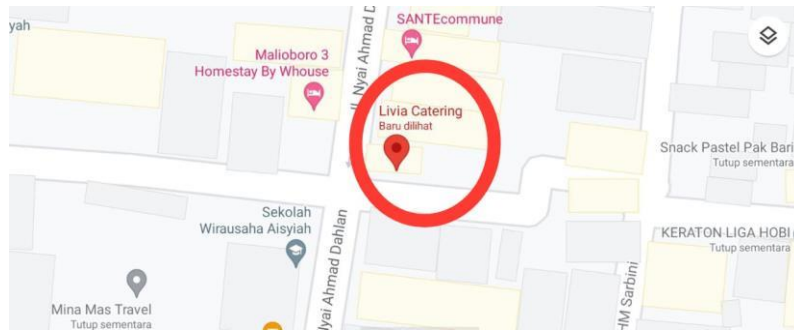 yah
SANTEcommune
Malioboro 3
Homestay By Whouse
Jl. Nyai Ahmad D
Livia Catering
Baru dilihat
Snack Pastel Pak Bari
Tutup sementara
Sekolah
Wirausaha Aisyiah
Nyai Ahmad Dahlan
KERATON LIGA HOBI
Tutup sementara
HM Sarbini
Mina Mas Travel
Tutup sementara